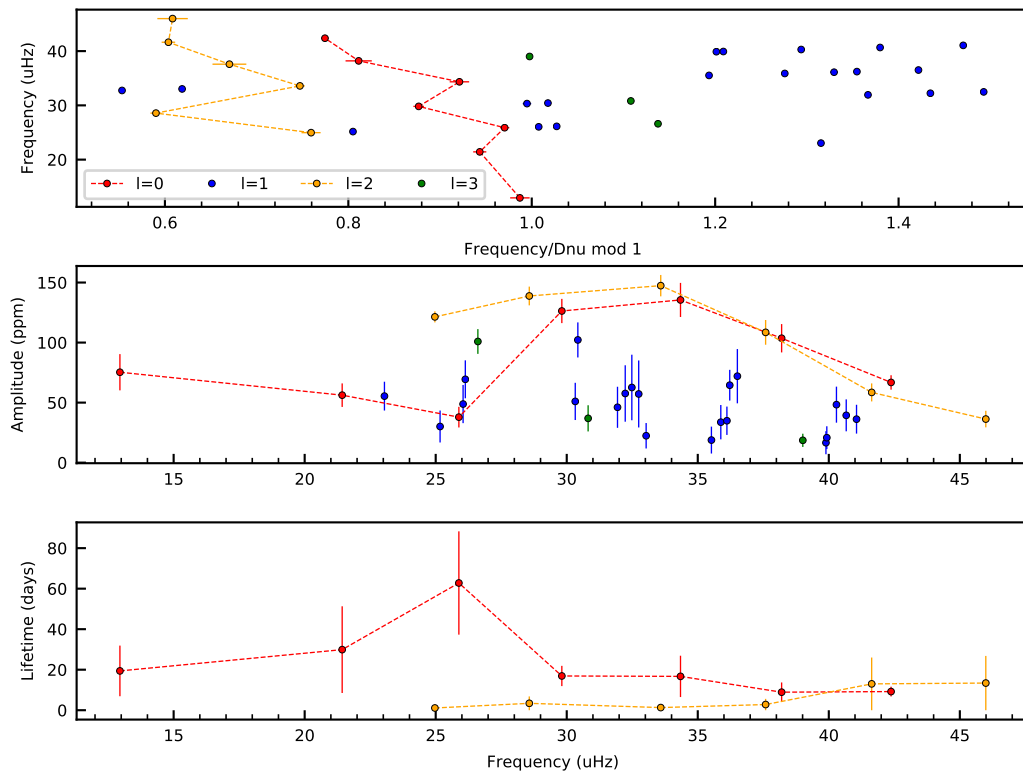 Frequency (uHz)
40
30
20
l=0 l=1 l=2 l=3
0.6 0.8 1.0 1.2 1.4
Frequency/Dnu mod 1
Amplitude (ppm)
150
100
50
0
15 20 25 30 35 40 45
Lifetime (days)
80
60
40
20
0
15 20 25 30 35 40 45
Frequency (uHz)